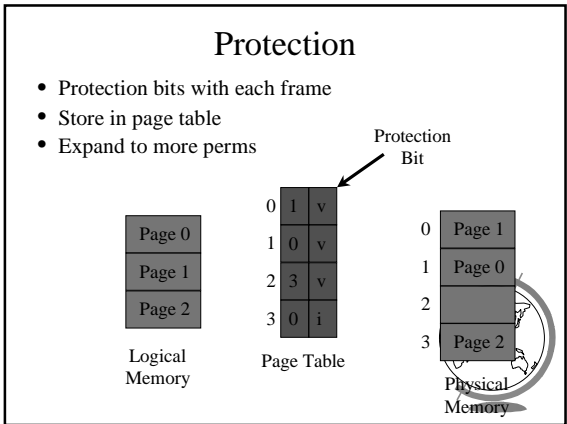 Protection
• Protection bits with each frame
• Store in page table
• Expand to more perms
Protection
Bit
Page 0
Page 1
Page 2
Logical
Memory
0 1 v
1 0 v
2 3 v
3 0 i
Page Table
0 Page 1
1 Page 0
2
3 Page 2
Physical
Memory